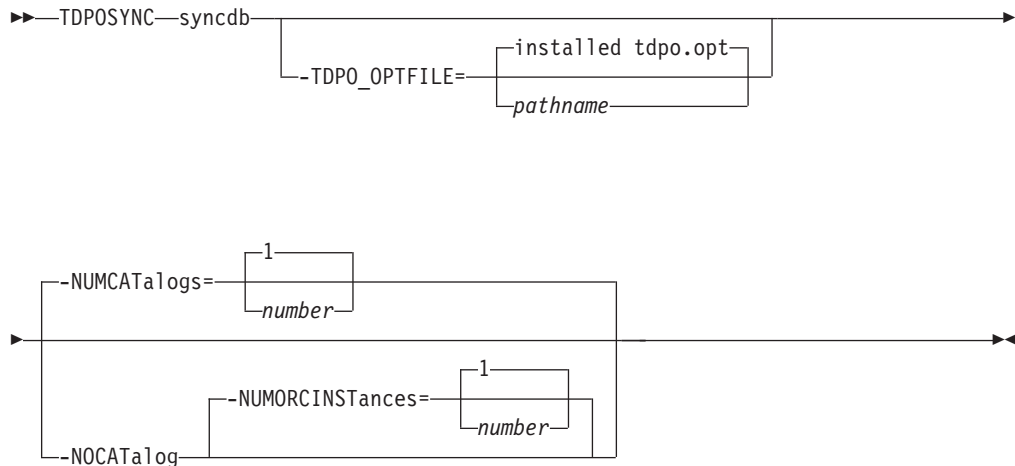 TDPOSYNC syncdb
installed tdpo.opt
-TDPO_OPTFILE=
pathname
1
-NUMCATalogs=
number
1
-NUMORCINSTances=
number
-NOCATalog